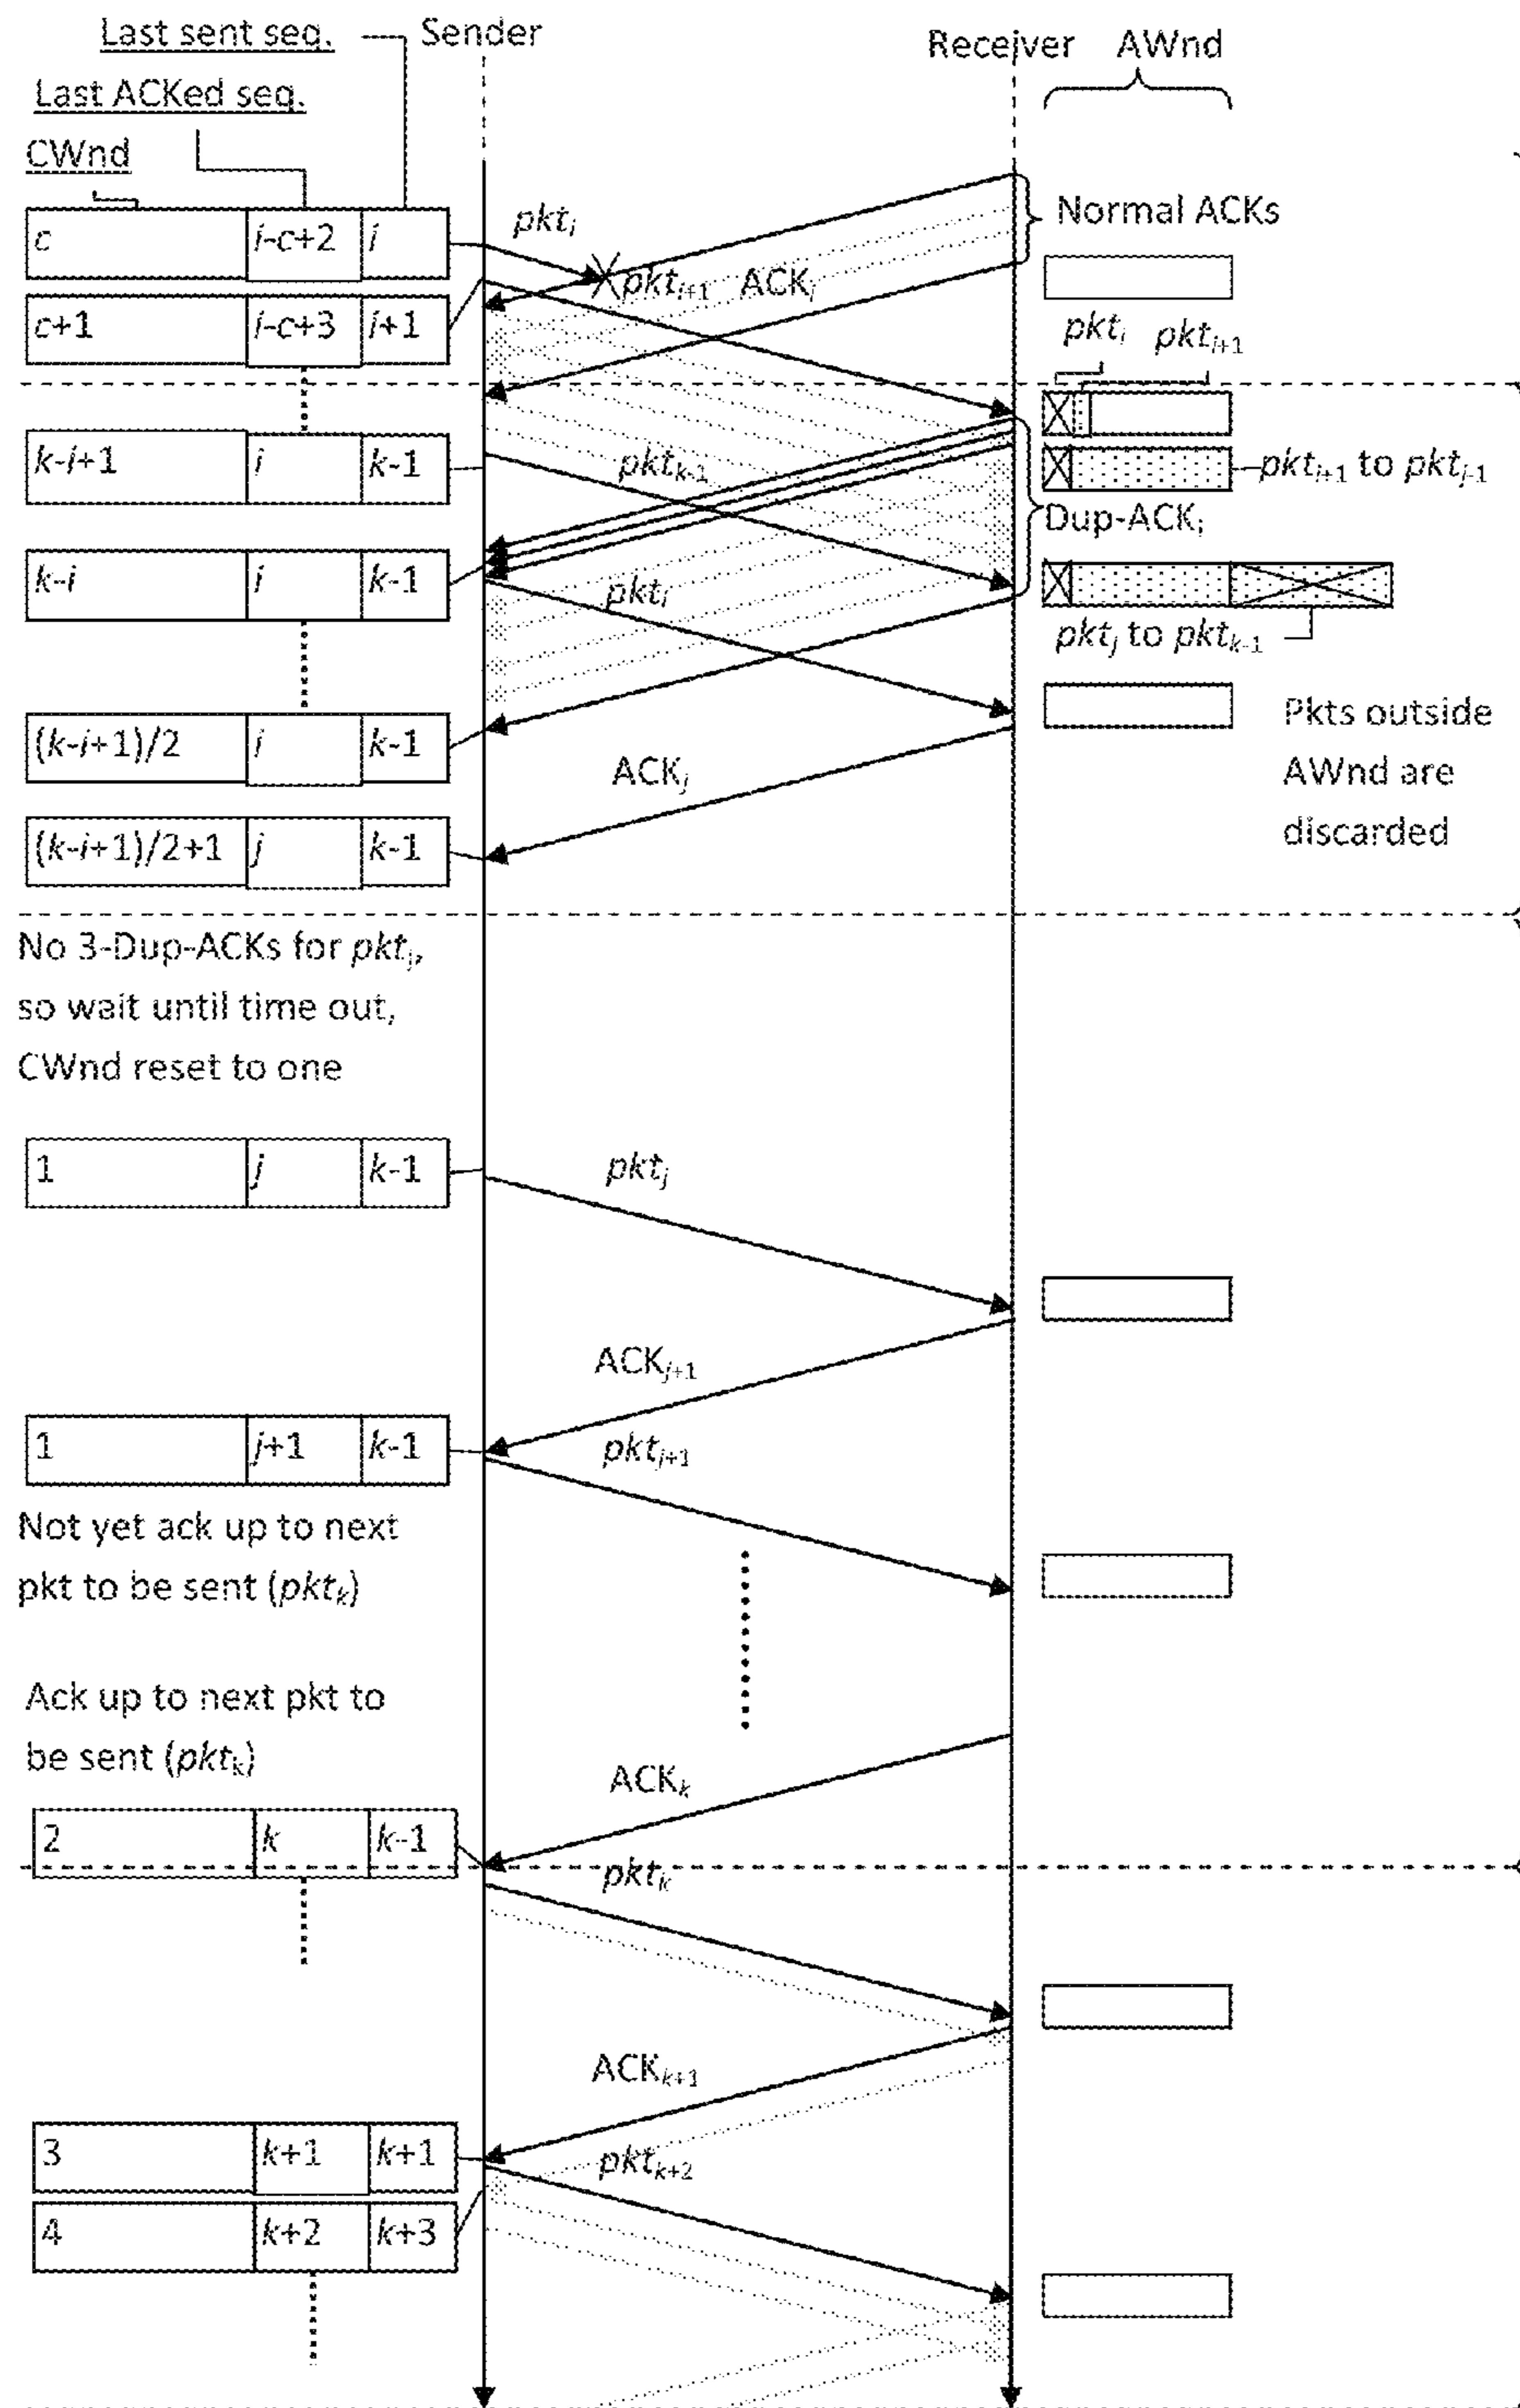 Last sent seq.
Sender
Receiver
AWnd
Last ACKed seq.
CWnd
c
i-c+2
i
pkti
Normal ACKs
pkti+1
ACKi
c+1
i-c+3
i+1
pkti
pkti+1
k-i+1
i
k-1
pktk-1
pkti+1 to pktj-1
Dup-ACKi
k-i
i
k-1
pkti
pktj to pktk-1
(k-i+1)/2
i
k-1
Pkts outside
AWnd are
discarded
ACKj
(k-i+1)/2+1
j
k-1
No 3-Dup-ACKs for pktj,
so wait until time out,
CWnd reset to one
1
j
k-1
pktj
ACKj+1
1
j+1
k-1
pktj+1
Not yet ack up to next
pkt to be sent (pktk)
Ack up to next pkt to
be sent (pktk)
ACKk
2
k
k-1
pktk
ACKk+1
3
k+1
k+1
pktk+2
4
k+2
k+3